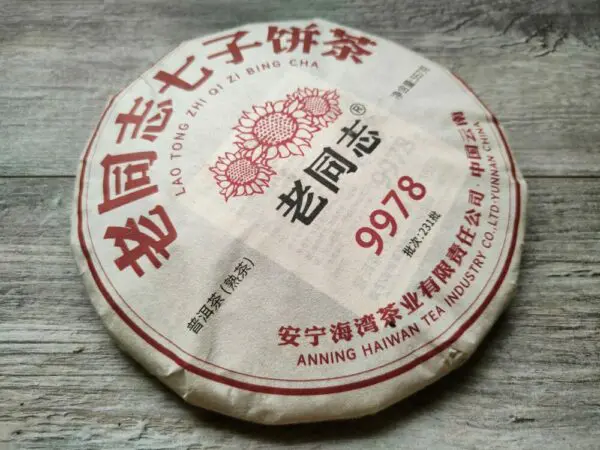 老同志七子饼茶
LAO TONG ZHI QI ZI BING CHA
净含量:357克
老同志®
9978
批次:231批
普洱茶(熟茶)
安宁海湾茶业有限责任公司·中国云南
ANNING HAIWAN TEA INDUSTRY CO.,LTD·YUNNAN CHINA